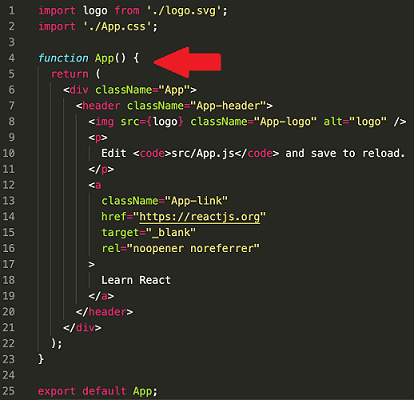 1 import logo from './logo.svg';
2 import './App.css';
3
4 function App() {
5   return (
6     <div className="App">
7       <header className="App-header">
8         <img src={logo} className="App-logo" alt="logo" />
9         <p>
10           Edit <code>src/App.js</code> and save to reload.
11         </p>
12         <a
13           className="App-link"
14           href="https://reactjs.org"
15           target="_blank"
16           rel="noopener noreferrer"
17         >
18           Learn React
19         </a>
20       </header>
21     </div>
22   );
23 }
24
25 export default App;